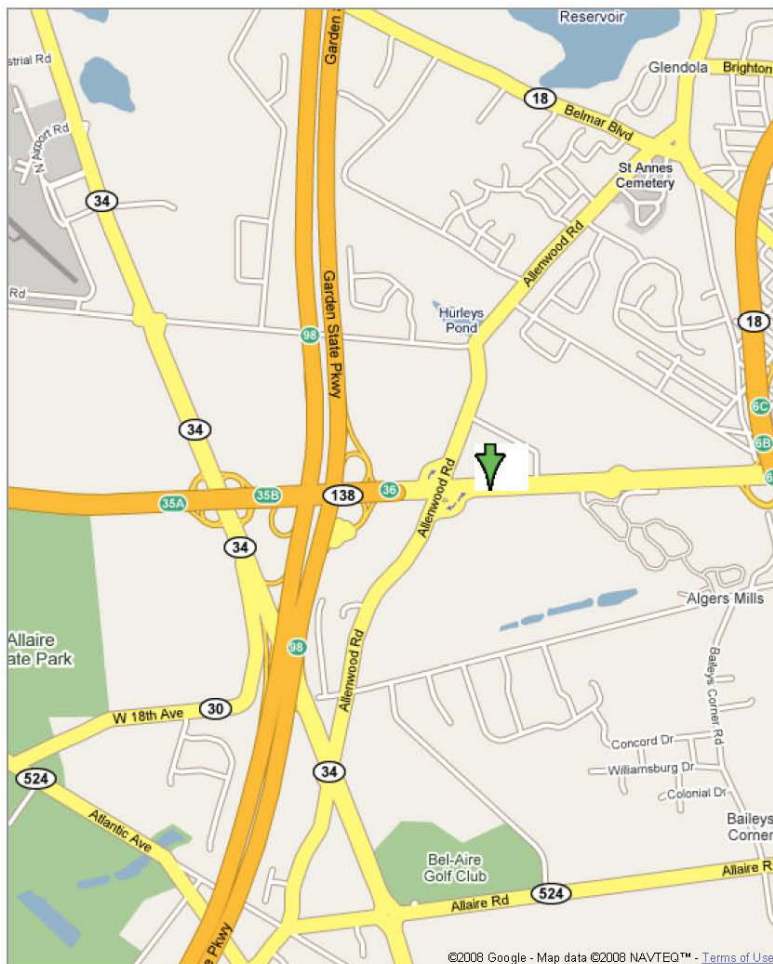 Reservoir
Garden S
strial Rd
Glendola
Brighton
18
Belmar Blvd
N Airport Rd
St Annes
Cemetery
34
Allenwood Rd
Rd
Garden State Pkwy
Hurleys
Pond
18
98
34
6C
6B
Allenwood Rd
36
35B
138
35A
6
Allenwood Rd
34
Algers Mills
Allaire
ate Park
98
Allenwood Rd
Baileys Corner Rd
30
W 18th Ave
Concord Dr
Williamsburg Dr
34
524
Colonial Dr
Atlantic Ave
Baileys
Corner
Bel-Aire
Golf Club
Allaire R
524
Allaire Rd
e Pkwy
©2008 Google - Map data ©2008 NAVTEQ™ - Terms of Use